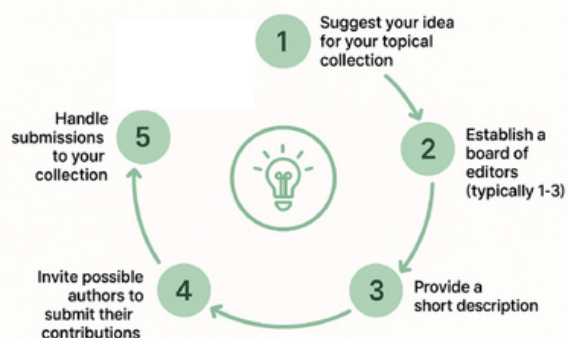 1
Suggest your idea
for your topical
collection
2
Establish a
board of
editors
(typically 1-3)
3
Provide a
short description
4
Invite possible
authors to
submit their
contributions
5
Handle
submissions
to your
collection